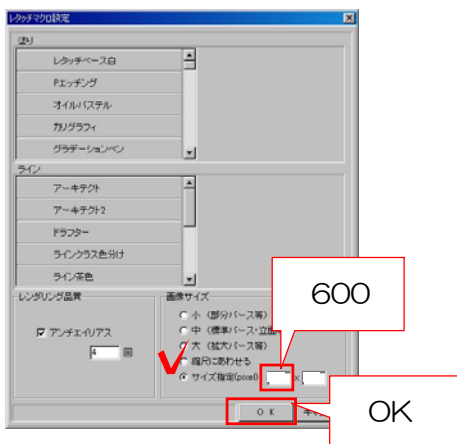 レタッチマクロ設定
塗り
レタッチベース白
Pエッチング
オイルパステル
カリグラフィ
グラデーションペン
ライン
アーキテクト
アーキテクト2
ドラフター
ラインクラス色分け
ライン茶色
レンダリング品質
アンチエイリアス
4 回
画像サイズ
小 (部分パース等)
中 (標準パース・立面
大 (拡大パース等)
縮尺にあわせる
サイズ指定(pixel) x
600
OK キャ
OK